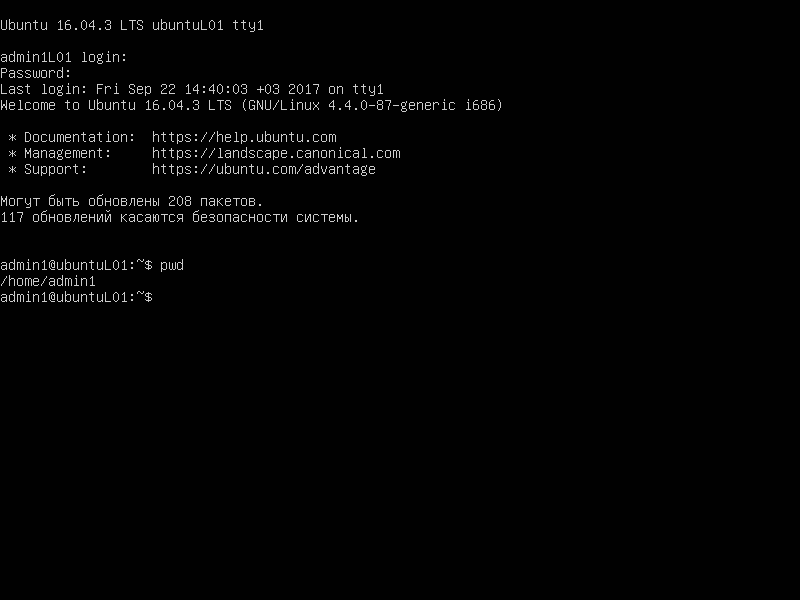 Ubuntu 16.04.3 LTS ubuntuL01 tty1
admin1L01 login:
Password:
Last login: Fri Sep 22 14:40:03 +03 2017 on tty1
Welcome to Ubuntu 16.04.3 LTS (GNU/Linux 4.4.0-87-generic i686)
* Documentation:  https://help.ubuntu.com
* Management:     https://landscape.canonical.com
* Support:        https://ubuntu.com/advantage
Могут быть обновлены 208 пакетов.
117 обновлений касаются безопасности системы.
admin1@ubuntuL01:~$ pwd
/home/admin1
admin1@ubuntuL01:~$